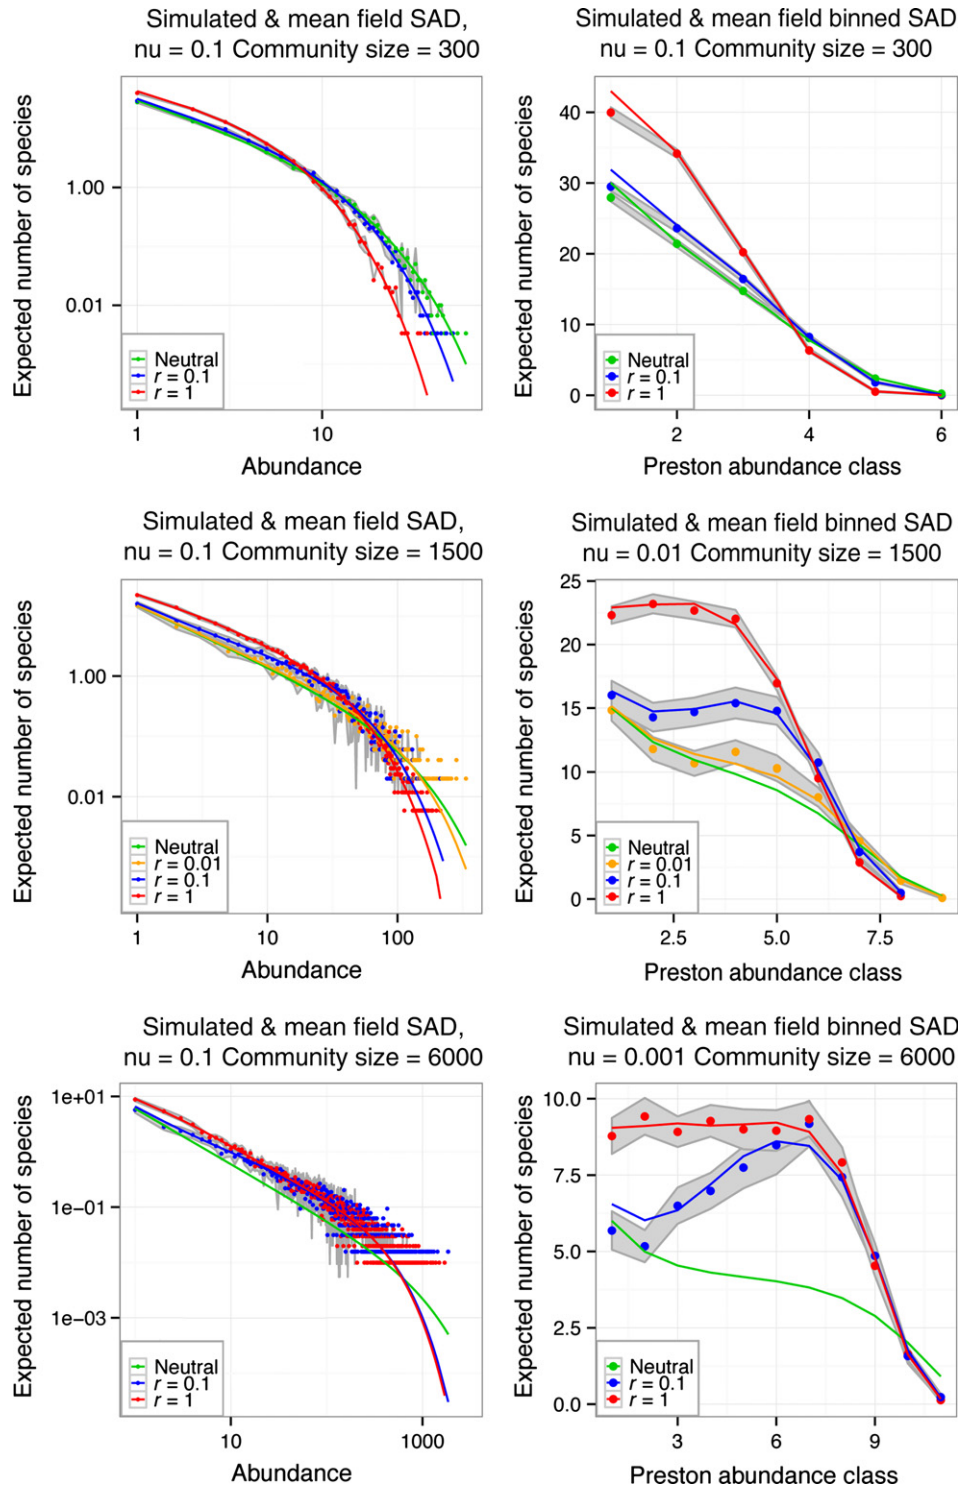 Simulated & mean field SAD,
nu = 0.1 Community size = 300
Expected number of species
1.00
0.01
Neutral
r = 0.1
r = 1
1
10
Abundance
Simulated & mean field binned SAD
nu = 0.1 Community size = 300
Expected number of species
40
30
20
10
0
Neutral
r = 0.1
r = 1
2
4
6
Preston abundance class
Simulated & mean field SAD,
nu = 0.1 Community size = 1500
Expected number of species
1.00
0.01
Neutral
r = 0.01
r = 0.1
r = 1
1
10
100
Abundance
Simulated & mean field binned SAD
nu = 0.01 Community size = 1500
Expected number of species
25
20
15
10
5
0
Neutral
r = 0.01
r = 0.1
r = 1
2.5
5.0
7.5
Preston abundance class
Simulated & mean field SAD,
nu = 0.1 Community size = 6000
Expected number of species
1e+01
1e−01
1e−03
Neutral
r = 0.1
r = 1
10
1000
Abundance
Simulated & mean field binned SAD
nu = 0.001 Community size = 6000
Expected number of species
10.0
7.5
5.0
2.5
0.0
Neutral
r = 0.1
r = 1
3
6
9
Preston abundance class